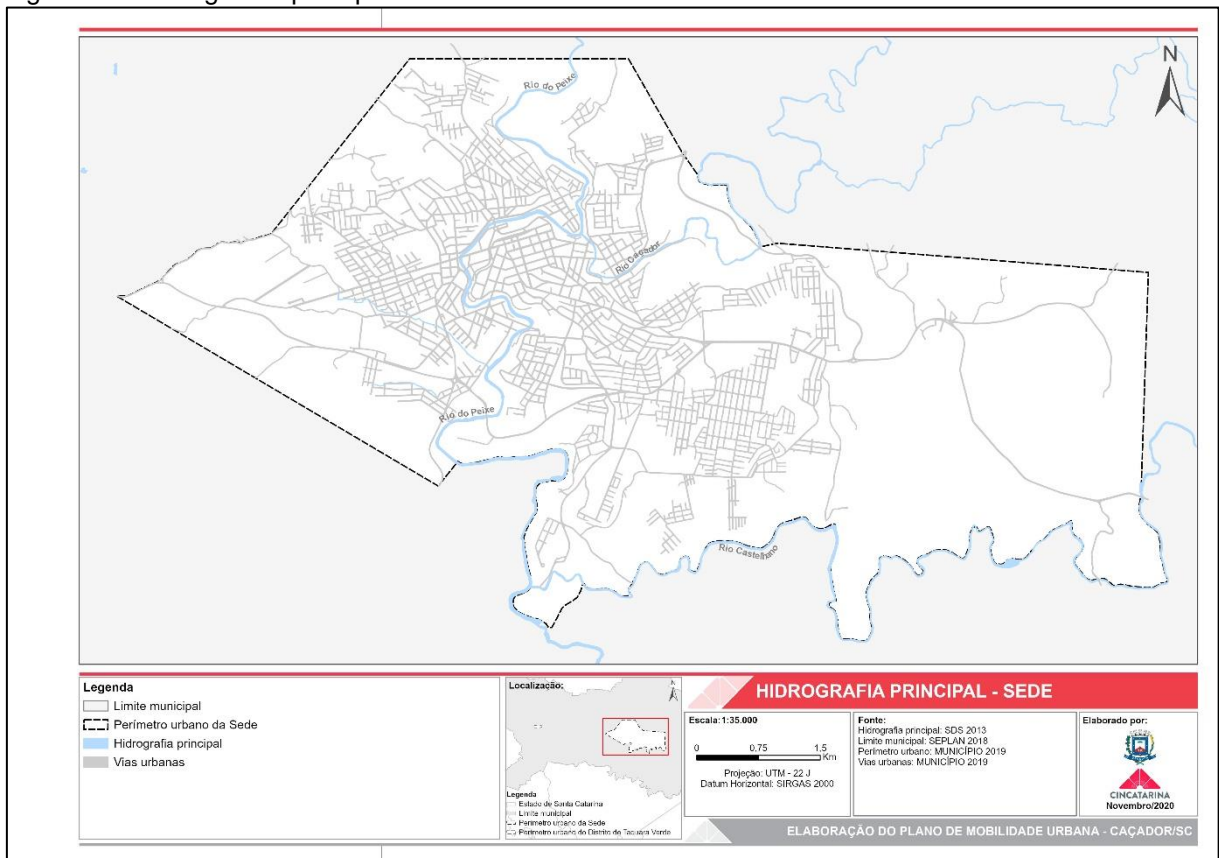 N
Rio do Peixe
Rio Caçador
Rio do Peixe
Rio Castelhano
Legenda
Limite municipal
Perímetro urbano da Sede
Hidrografia principal
Vias urbanas
Localização:
N
Legenda
Estado de Santa Catarina
Limite municipal
Perímetro urbano da Sede
Perímetro urbano do Distrito de Taquara Verde
HIDROGRAFIA PRINCIPAL - SEDE
Escala: 1:35.000
0 0,75 1,5
Km
Projeção: UTM - 22 J
Datum Horizontal: SIRGAS 2000
Fonte:
Hidrografia principal: SDS 2013
Limite municipal: SEPLAN 2018
Perímetro urbano: MUNICÍPIO 2019
Vias urbanas: MUNICÍPIO 2019
Elaborado por:
CINCATARINA
Novembro/2020
ELABORAÇÃO DO PLANO DE MOBILIDADE URBANA - CAÇADOR/SC